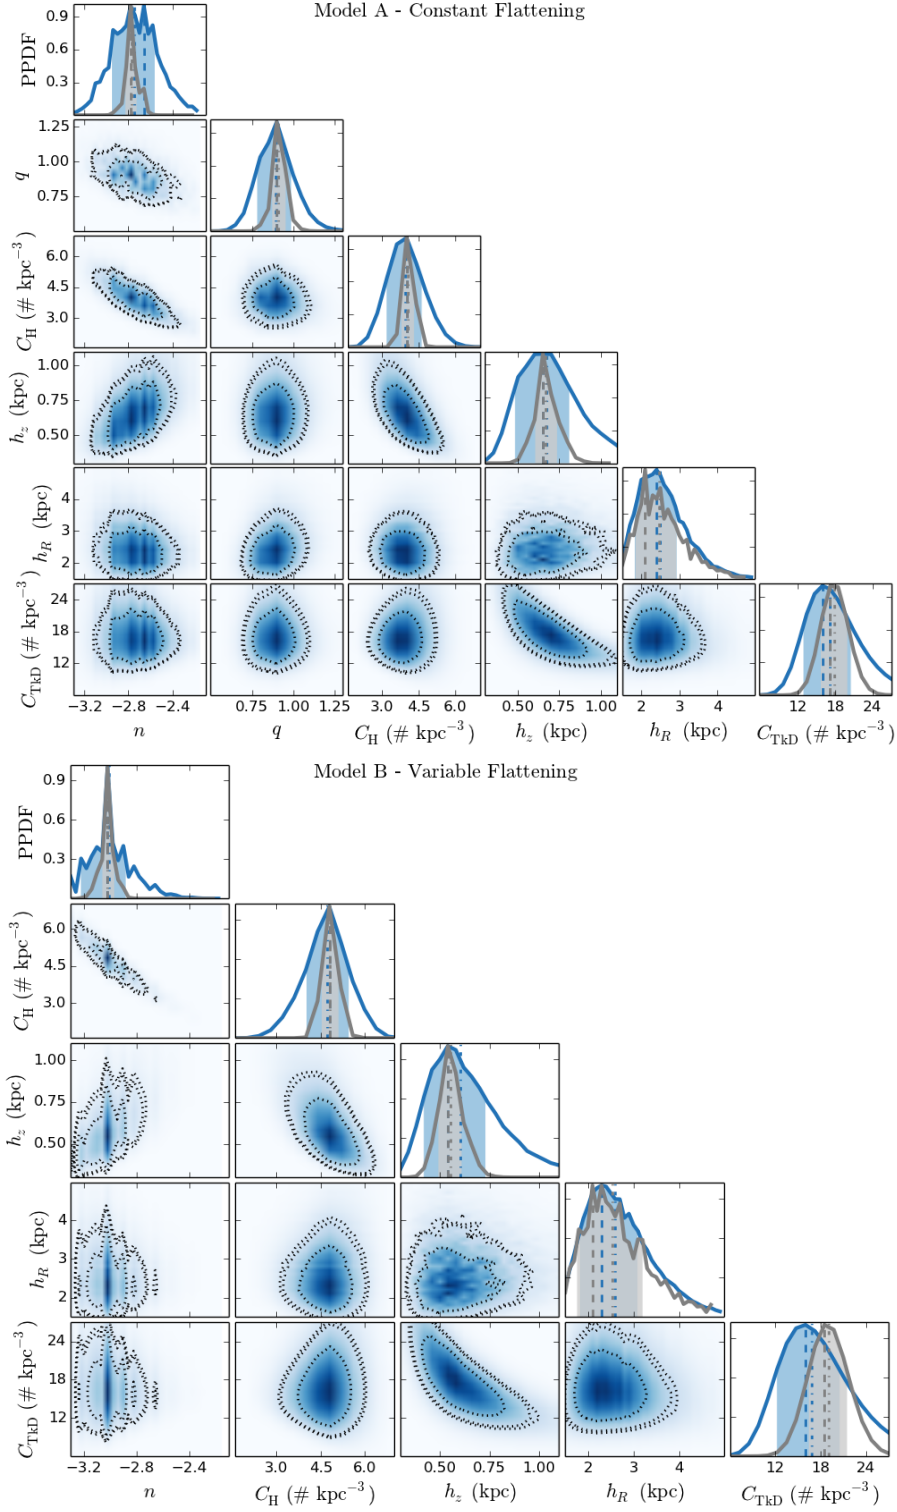 Model A - Constant Flattening
0.9
0.6
0.3
PPDF
1.25
1.00
0.75
q
6.0
4.5
3.0
C_H (# kpc⁻³)
1.00
0.75
0.50
h_z (kpc)
4
3
2
h_R (kpc)
24
18
12
C_TkD (# kpc⁻³)
−3.2 −2.8 −2.4 0.75 1.00 1.25 3.0 4.5 6.0 0.50 0.75 1.00 2 3 4 12 18 24
n q C_H (# kpc⁻³) h_z (kpc) h_R (kpc) C_TkD (# kpc⁻³)
Model B - Variable Flattening
0.9
0.6
0.3
PPDF
6.0
4.5
3.0
C_H (# kpc⁻³)
1.00
0.75
0.50
h_z (kpc)
4
3
2
h_R (kpc)
24
18
12
C_TkD (# kpc⁻³)
−3.2 −2.8 −2.4 3.0 4.5 6.0 0.50 0.75 1.00 2 3 4 12 18 24
n C_H (# kpc⁻³) h_z (kpc) h_R (kpc) C_TkD (# kpc⁻³)